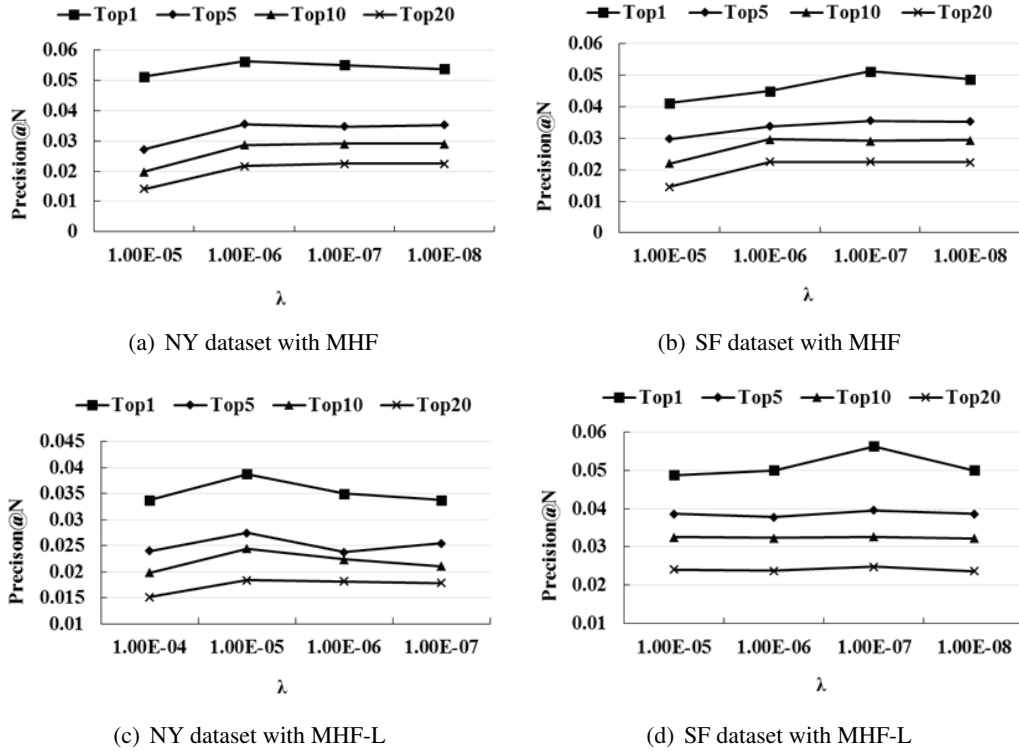 Top1 Top5 Top10 Top20
0.06
0.05
0.04
0.03
0.02
0.01
0
Precision@N
1.00E-05 1.00E-06 1.00E-07 1.00E-08
λ
(a) NY dataset with MHF
Top1 Top5 Top10 Top20
0.06
0.05
0.04
0.03
0.02
0.01
0
Precision@N
1.00E-05 1.00E-06 1.00E-07 1.00E-08
λ
(b) SF dataset with MHF
Top1 Top5 Top10 Top20
0.045
0.04
0.035
0.03
0.025
0.02
0.015
0.01
Precison@N
1.00E-04 1.00E-05 1.00E-06 1.00E-07
λ
(c) NY dataset with MHF-L
Top1 Top5 Top10 Top20
0.06
0.05
0.04
0.03
0.02
0.01
Precision@N
1.00E-05 1.00E-06 1.00E-07 1.00E-08
λ
(d) SF dataset with MHF-L